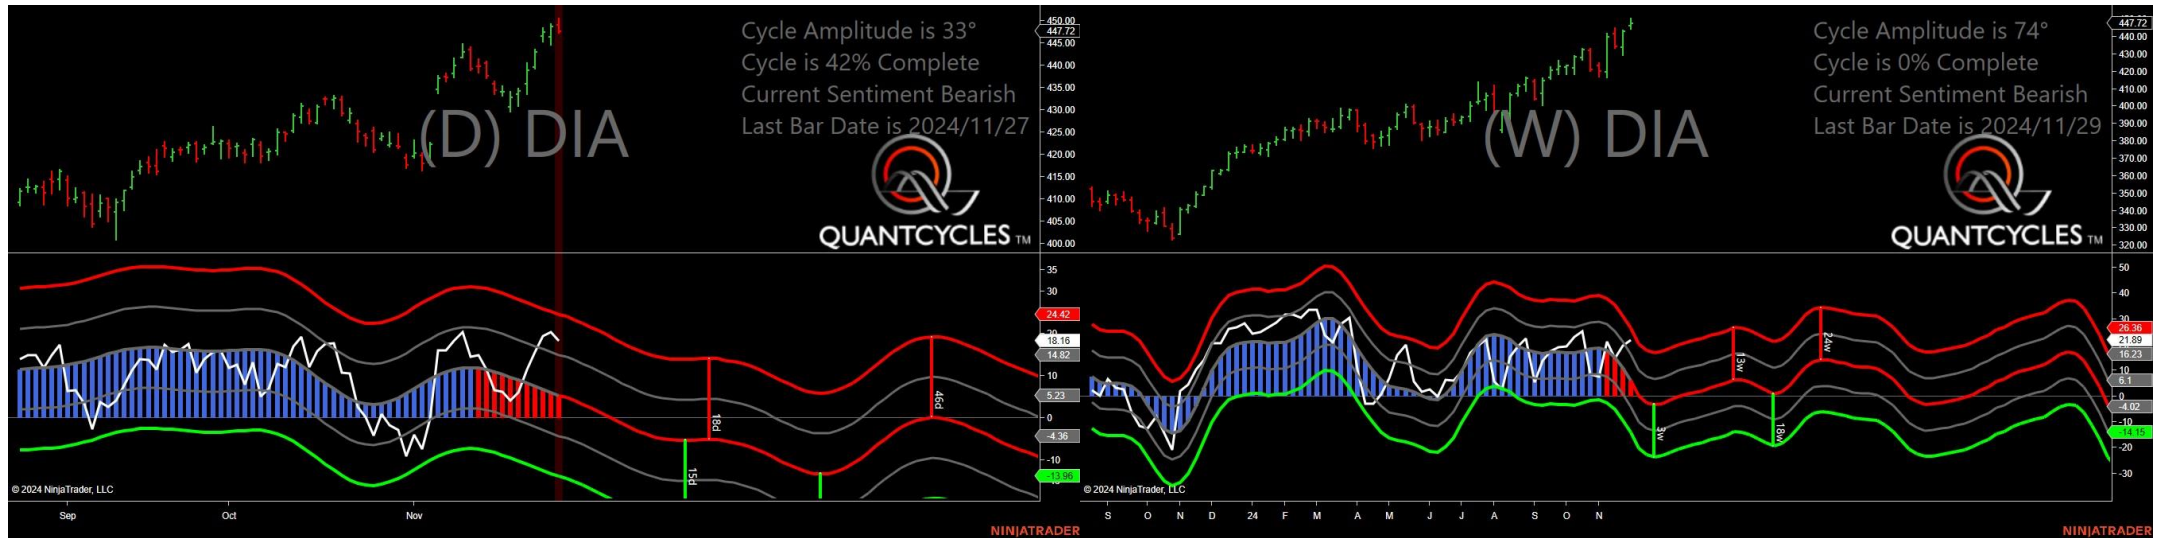 Cycle Amplitude is 33°
Cycle is 42% Complete
Current Sentiment Bearish
Last Bar Date is 2024/11/27
(D) DIA
QUANTCYCLES TM
450.00
447.72
445.00
440.00
435.00
430.00
425.00
420.00
415.00
410.00
405.00
400.00
35
30
24.42
20
18.16
14.82
10
5.23
0
-4.36
-10
-13.96
18d
46d
15d
© 2024 NinjaTrader, LLC
Sep
Oct
Nov
NINJATRADER
Cycle Amplitude is 74°
Cycle is 0% Complete
Current Sentiment Bearish
Last Bar Date is 2024/11/29
(W) DIA
QUANTCYCLES TM
447.72
440.00
430.00
420.00
410.00
400.00
390.00
380.00
370.00
360.00
350.00
340.00
330.00
320.00
50
40
30
26.36
21.89
16.23
10
6.1
0
-4.02
-10
-14.15
-20
-30
13w
24w
3w
18w
© 2024 NinjaTrader, LLC
S
O
N
D
24
F
M
A
M
J
J
A
S
O
N
NINJATRADER